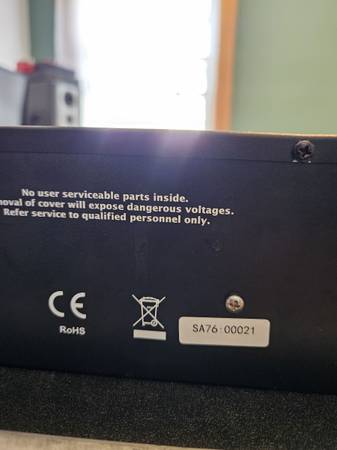 No user serviceable parts inside.
oval of cover will expose dangerous voltages.
Refer service to qualified personnel only.
CE
RoHS
SA76:00021